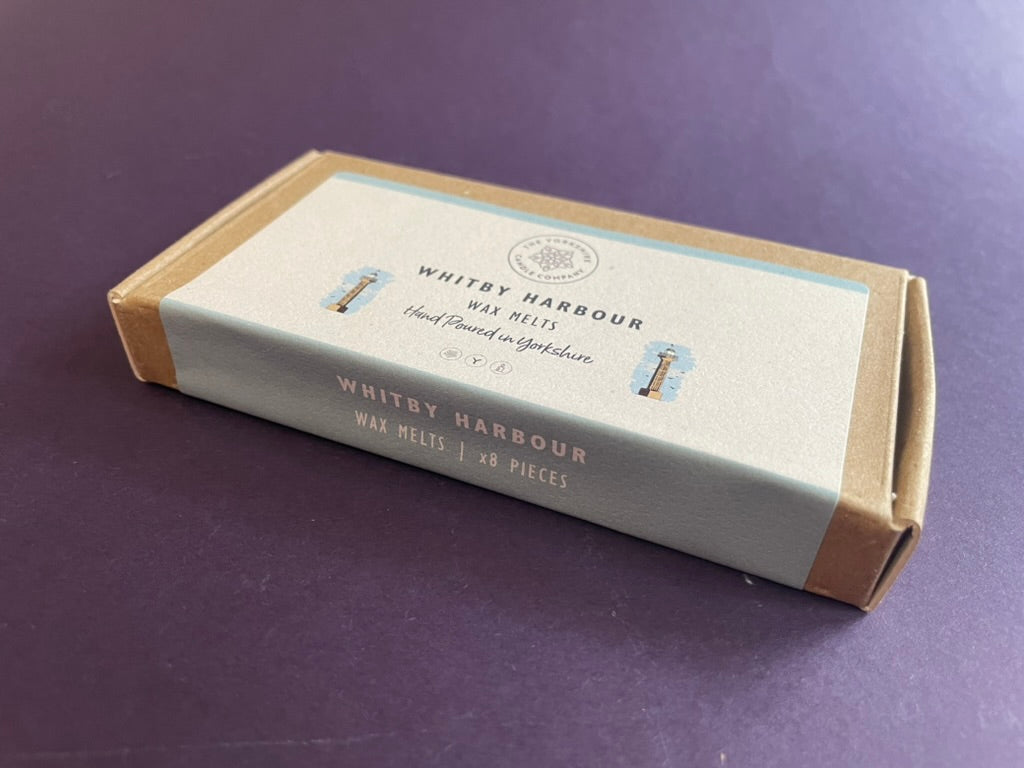 THE YORKSHIRE
CANDLE COMPANY
WHITBY HARBOUR
WAX MELTS
Hand Poured in Yorkshire
Y
WHITBY HARBOUR
WAX MELTS | x8 PIECES